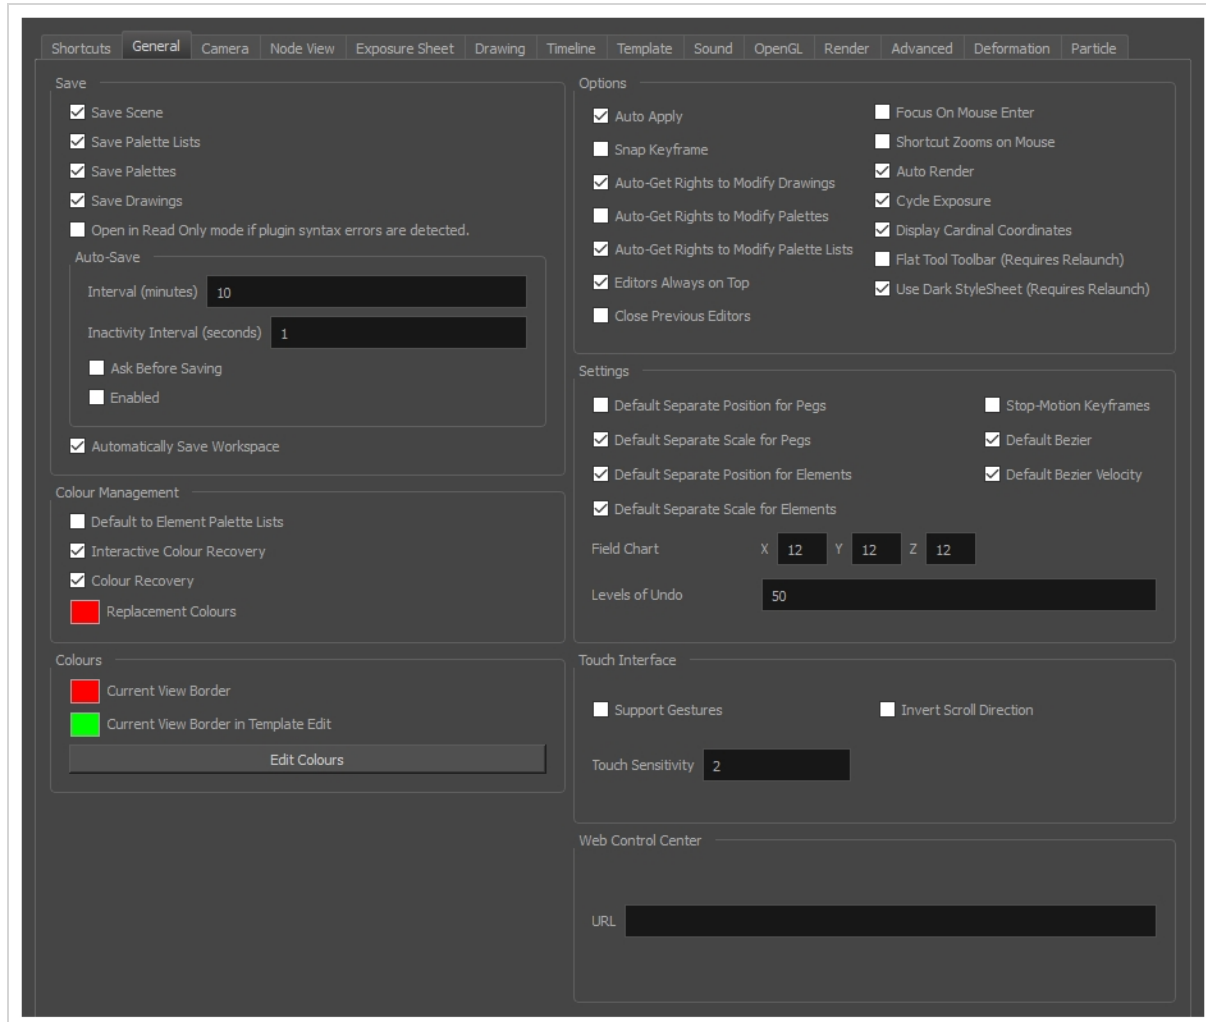 Shortcuts General Camera Node View Exposure Sheet Drawing Timeline Template Sound OpenGL Render Advanced Deformation Particle
Save
Save Scene
Save Palette Lists
Save Palettes
Save Drawings
Open in Read Only mode if plugin syntax errors are detected.
Auto-Save
Interval (minutes) 10
Inactivity Interval (seconds) 1
Ask Before Saving
Enabled
Automatically Save Workspace
Colour Management
Default to Element Palette Lists
Interactive Colour Recovery
Colour Recovery
Replacement Colours
Colours
Current View Border
Current View Border in Template Edit
Edit Colours
Options
Auto Apply
Snap Keyframe
Auto-Get Rights to Modify Drawings
Auto-Get Rights to Modify Palettes
Auto-Get Rights to Modify Palette Lists
Editors Always on Top
Close Previous Editors
Focus On Mouse Enter
Shortcut Zooms on Mouse
Auto Render
Cycle Exposure
Display Cardinal Coordinates
Flat Tool Toolbar (Requires Relaunch)
Use Dark StyleSheet (Requires Relaunch)
Settings
Default Separate Position for Pegs
Default Separate Scale for Pegs
Default Separate Position for Elements
Default Separate Scale for Elements
Stop-Motion Keyframes
Default Bezier
Default Bezier Velocity
Field Chart X 12 Y 12 Z 12
Levels of Undo 50
Touch Interface
Support Gestures Invert Scroll Direction
Touch Sensitivity 2
Web Control Center
URL